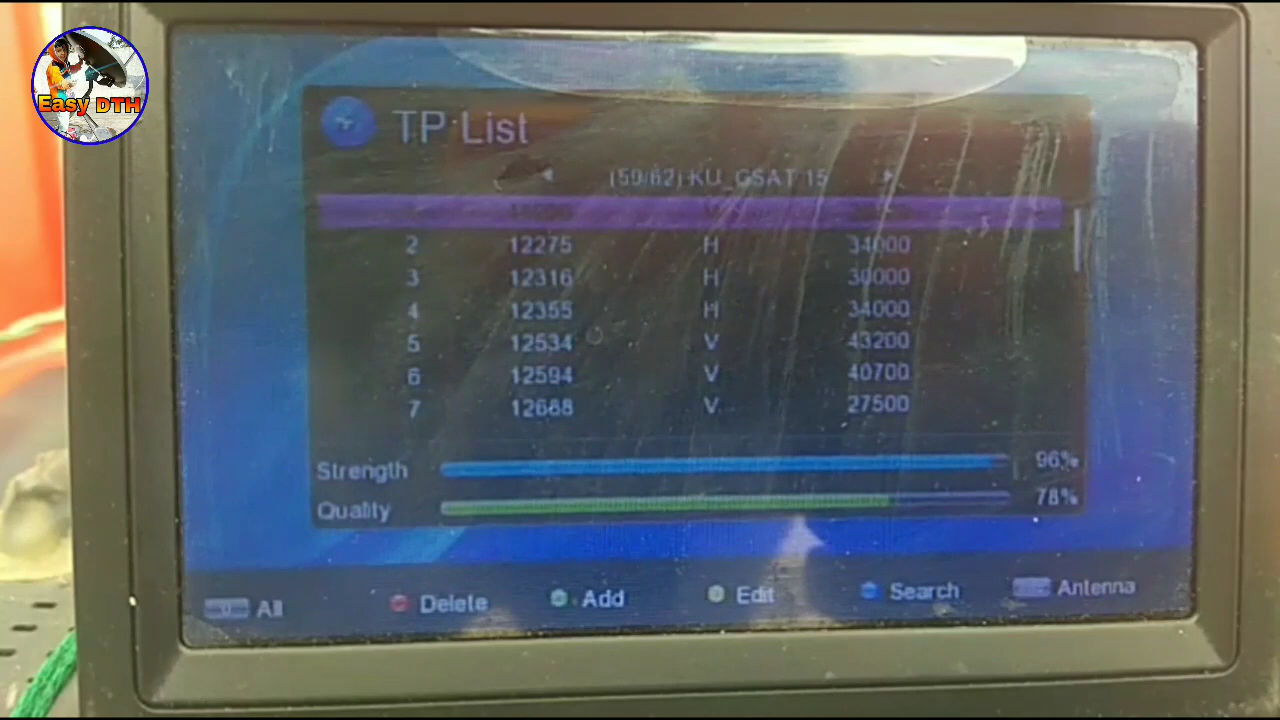 Easy DTH
TP List
(59/62) KU_GSAT 15
2 12275 H 34000
3 12316 H 30000
4 12355 H 34000
5 12534 V 43200
6 12594 V 40700
7 12688 V 27500
Strength 96%
Quality 78%
All Delete Add Edit Search Antenna